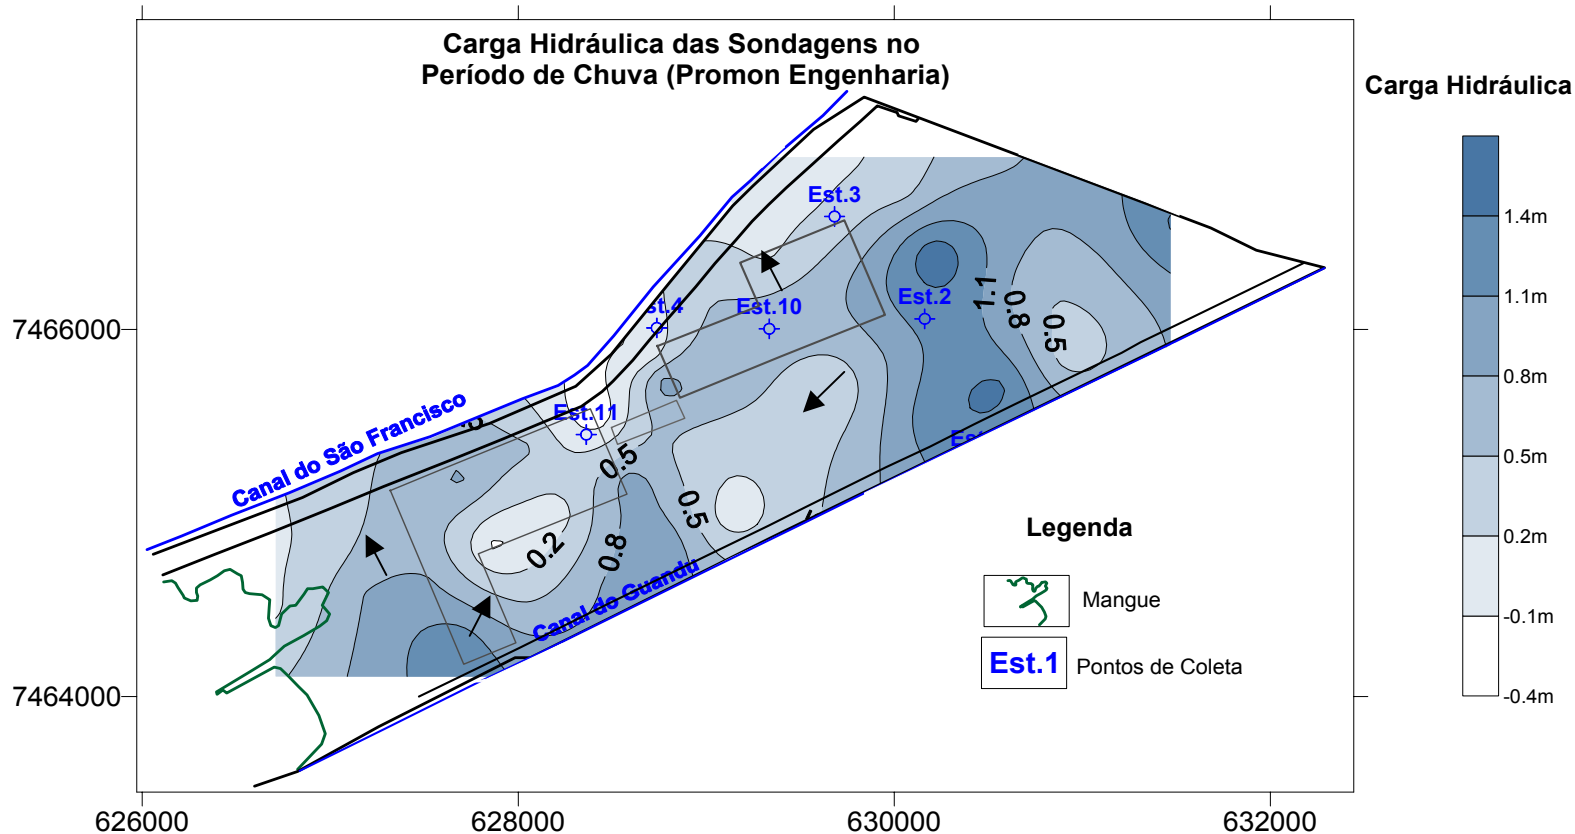 Carga Hidráulica das Sondagens no
Período de Chuva (Promon Engenharia)
Carga Hidráulica
1.4m
1.1m
0.8m
0.5m
0.2m
-0.1m
-0.4m
Est.3
st.4
Est.10
Est.2
1.1
0.8
0.5
7466000
Est.11
Canal do São Francisco
0.5
0.5
0.2
0.8
Canal do Guandu
Legenda
Mangue
Est.1
Pontos de Coleta
7464000
626000
628000
630000
632000